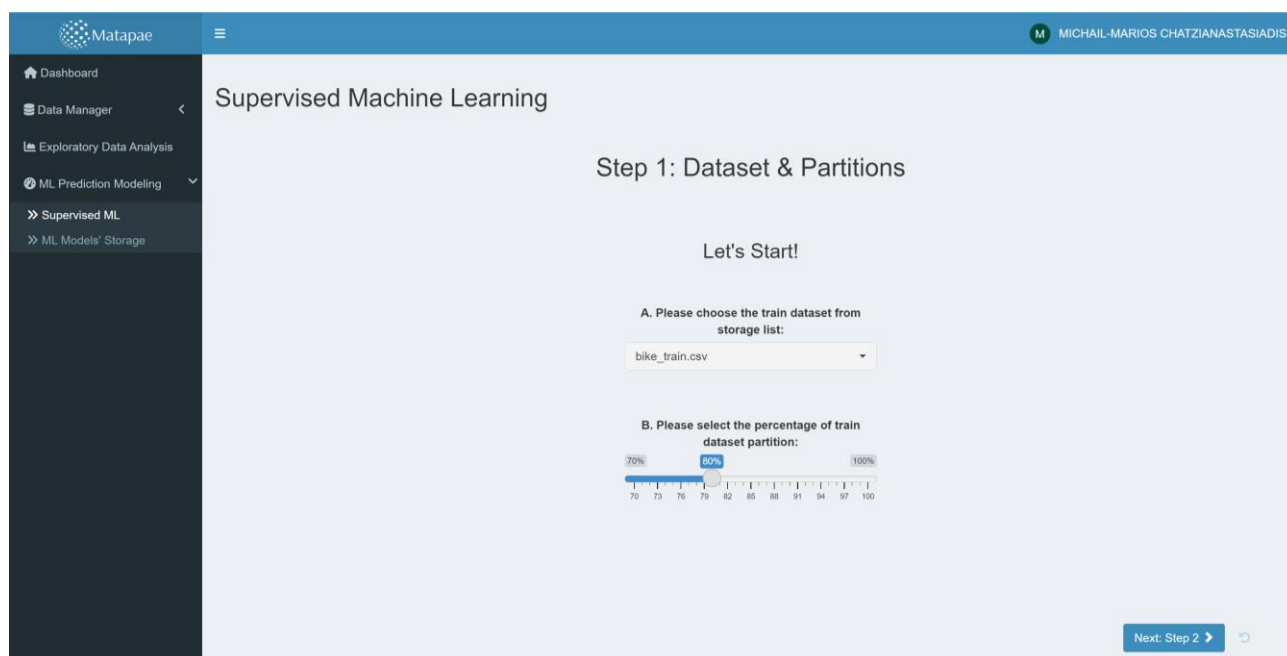 Matapae
MICHAIL-MARIOS CHATZIANASTASIADIS
M
Dashboard
Data Manager
Exploratory Data Analysis
ML Prediction Modeling
Supervised ML
ML Models' Storage
Supervised Machine Learning
Step 1: Dataset & Partitions
Let's Start!
A. Please choose the train dataset from
storage list:
bike_train.csv
B. Please select the percentage of train
dataset partition:
70% 80% 100%
70 73 76 79 82 85 88 91 94 97 100
Next: Step 2